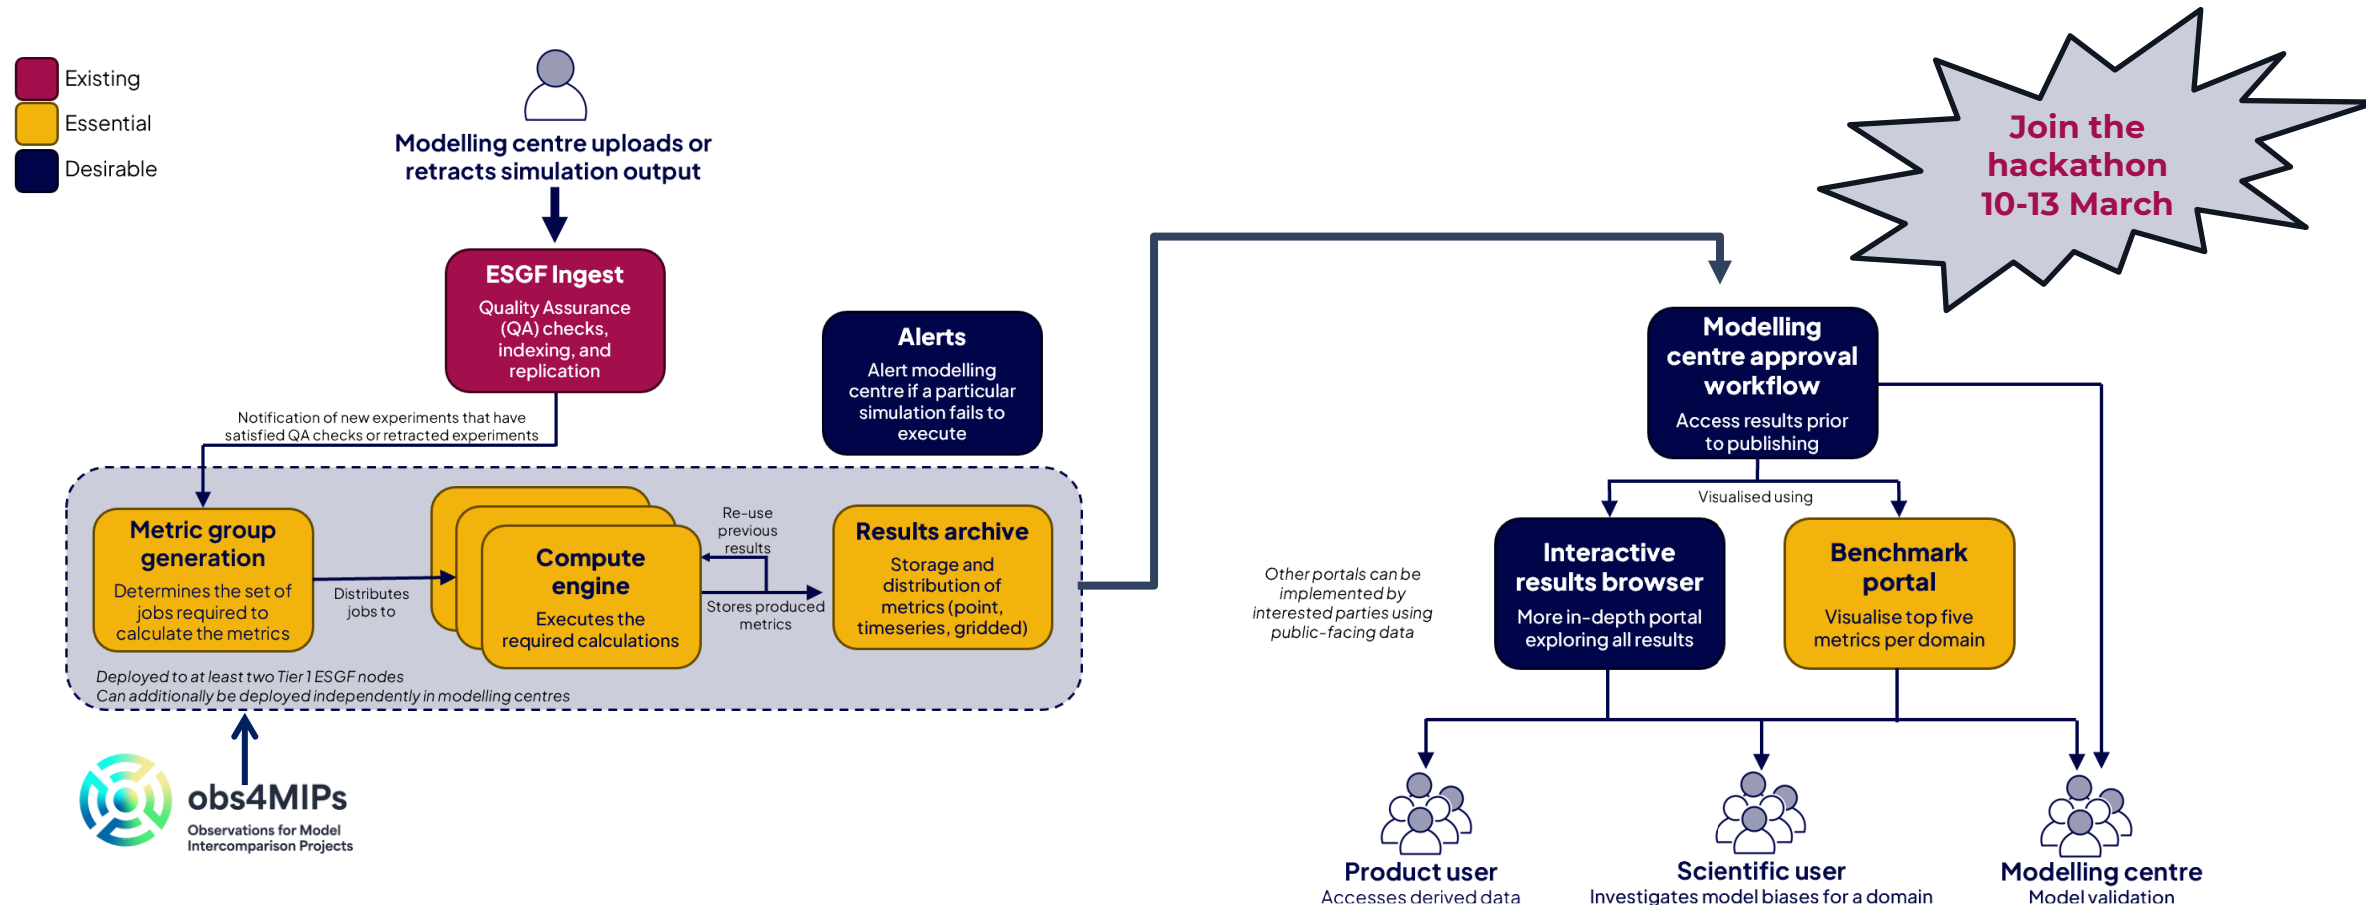 Existing
Essential
Desirable
Modelling centre uploads or
retracts simulation output
Join the
hackathon
10-13 March
ESGF Ingest
Quality Assurance
(QA) checks,
indexing, and
replication
Alerts
Alert modelling
centre if a particular
simulation fails to
execute
Notification of new experiments that have
satisfied QA checks or retracted experiments
Metric group
generation
Determines the set of
jobs required to
calculate the metrics
Distributes
jobs to
Compute
engine
Executes the
required calculations
Re-use
previous
results
Stores produced
metrics
Results archive
Storage and
distribution of
metrics (point,
timeseries, gridded)
Deployed to at least two Tier 1 ESGF nodes
Can additionally be deployed independently in modelling centres
obs4MIPs
Observations for Model
Intercomparison Projects
Modelling
centre approval
workflow
Access results prior
to publishing
Visualised using
Other portals can be
implemented by
interested parties using
public-facing data
Interactive
results browser
More in-depth portal
exploring all results
Benchmark
portal
Visualise top five
metrics per domain
Product user
Accesses derived data
Scientific user
Investigates model biases for a domain
Modelling centre
Model validation